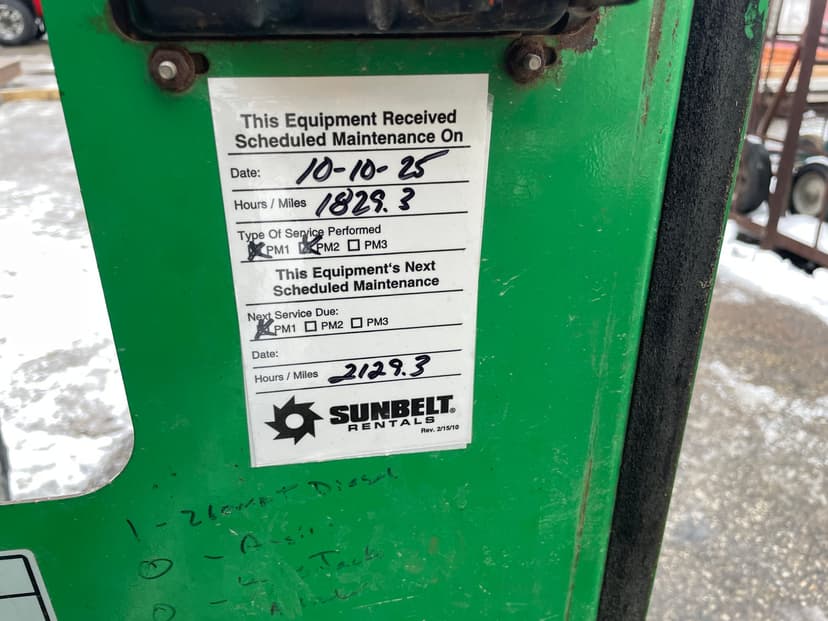 This Equipment Received
Scheduled Maintenance On
Date: 10-10-25
Hours / Miles 1829.3
Type Of Service Performed
PM1 PM2 PM3
This Equipment's Next
Scheduled Maintenance
Next Service Due:
PM1 PM2 PM3
Date:
Hours / Miles 2129.3
SUNBELT®
RENTALS
Rev. 2/15/10
Diesel
Jack